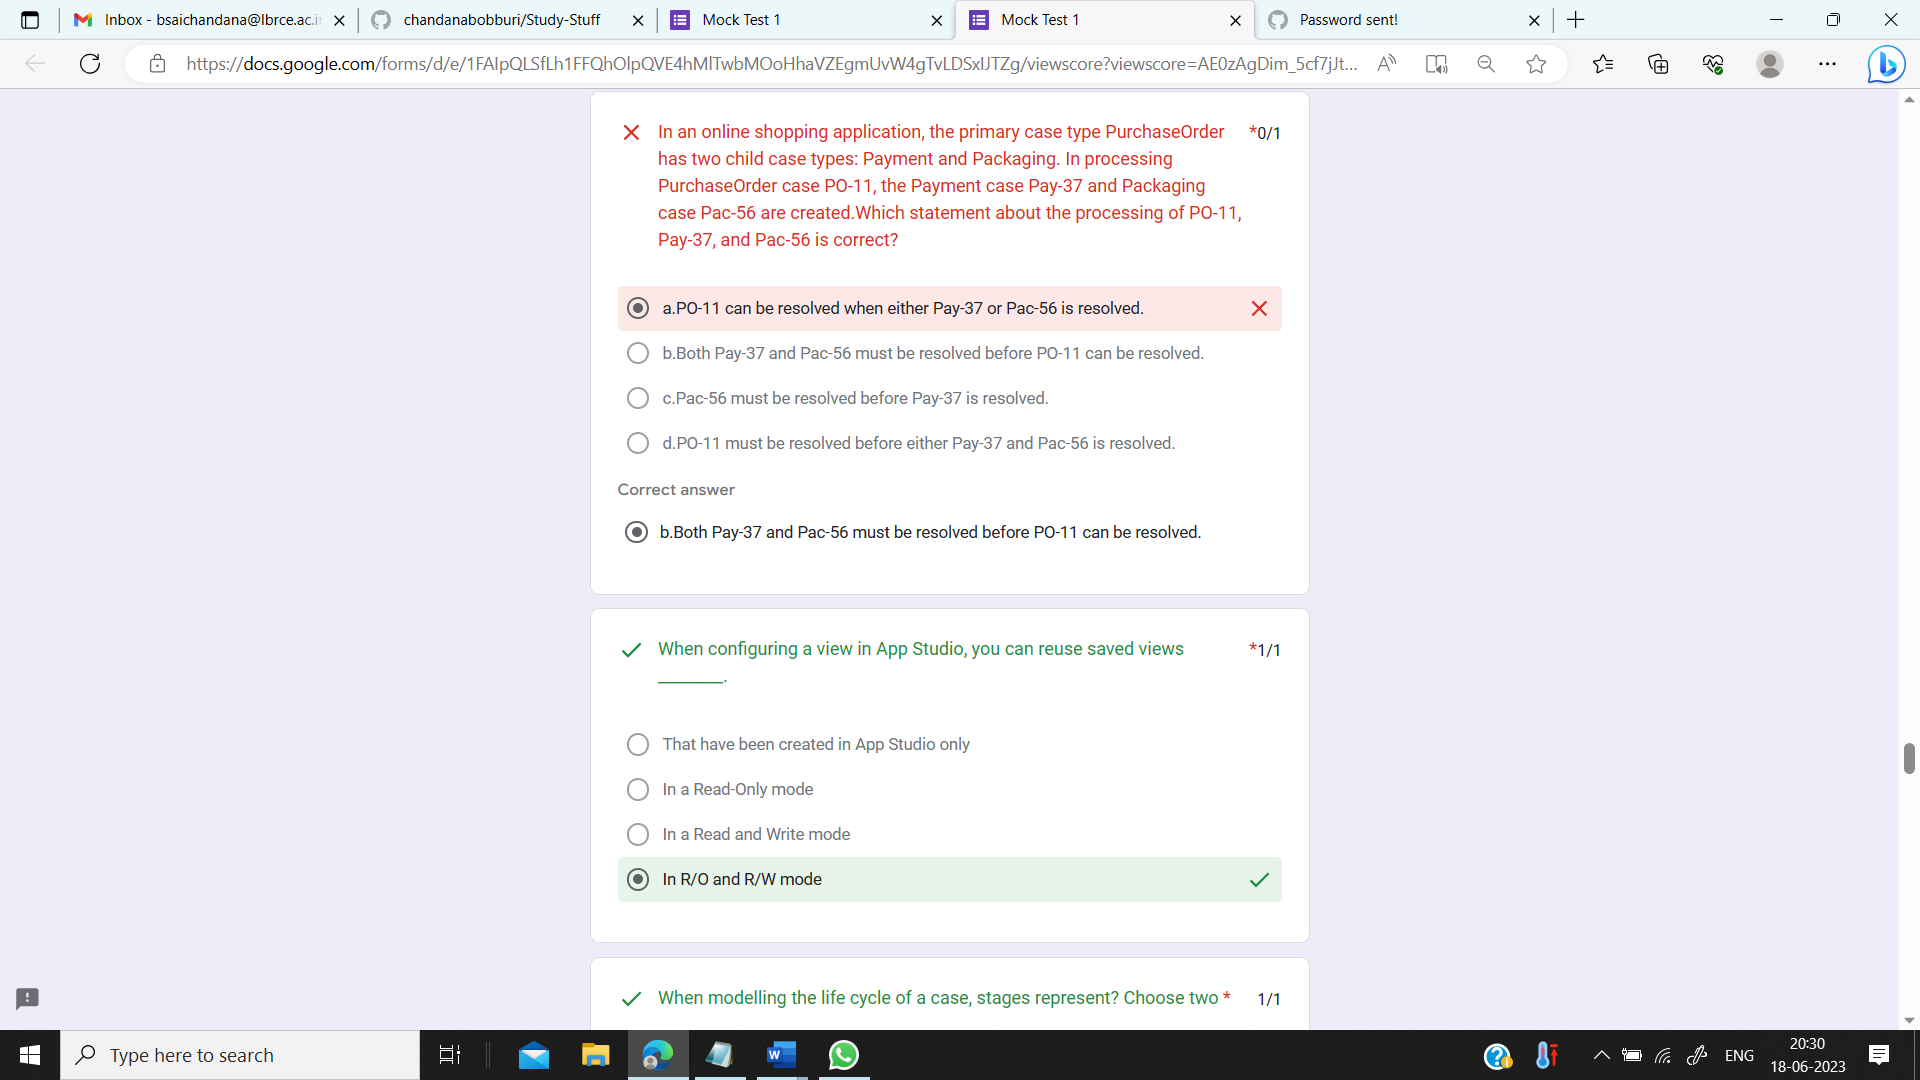 Inbox - bsaichandana@lbrce.ac.i
chandanabobburi/Study-Stuff
Mock Test 1
Mock Test 1
Password sent!
https://docs.google.com/forms/d/e/1FAIpQLSfLh1FFQhOlpQVE4hMlTwbMOoHhaVZEgmUvW4gTvLDSxIJTZg/viewscore?viewscore=AE0zAgDim_5cf7jJt...
In an online shopping application, the primary case type PurchaseOrder *0/1
has two child case types: Payment and Packaging. In processing
PurchaseOrder case PO-11, the Payment case Pay-37 and Packaging
case Pac-56 are created.Which statement about the processing of PO-11,
Pay-37, and Pac-56 is correct?
a.PO-11 can be resolved when either Pay-37 or Pac-56 is resolved.
b.Both Pay-37 and Pac-56 must be resolved before PO-11 can be resolved.
c.Pac-56 must be resolved before Pay-37 is resolved.
d.PO-11 must be resolved before either Pay-37 and Pac-56 is resolved.
Correct answer
b.Both Pay-37 and Pac-56 must be resolved before PO-11 can be resolved.
When configuring a view in App Studio, you can reuse saved views *1/1
________.
That have been created in App Studio only
In a Read-Only mode
In a Read and Write mode
In R/O and R/W mode
When modelling the life cycle of a case, stages represent? Choose two * 1/1
Type here to search
W
ENG
20:30
18-06-2023